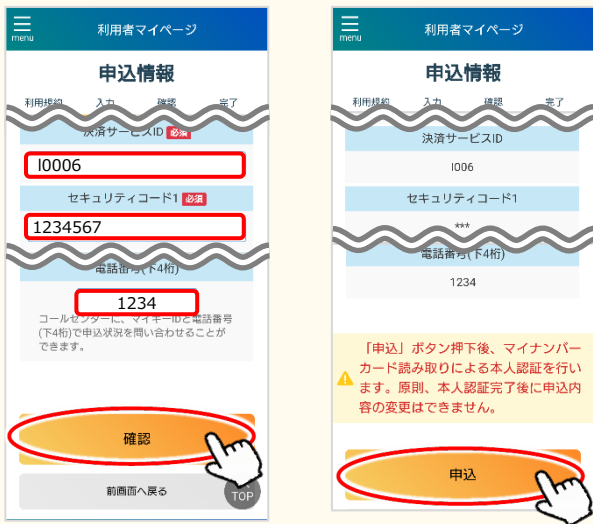 menu
利用者マイページ
申込情報
利用規約 入力 確認 完了
決済サービスID 必須
I0006
セキュリティコード1 必須
1234567
電話番号(下4桁)
1234
コールセンターに、マイキーIDと電話番号
(下4桁)で申込状況を問い合わせることが
できます。
確認
前画面へ戻る
TOP
menu
利用者マイページ
申込情報
利用規約 入力 確認 完了
決済サービスID
I006
セキュリティコード1
***
電話番号(下4桁)
1234
「申込」ボタン押下後、マイナンバー
カード読み取りによる本人認証を行い
ます。原則、本人認証完了後に申込内
容の変更はできません。
申込